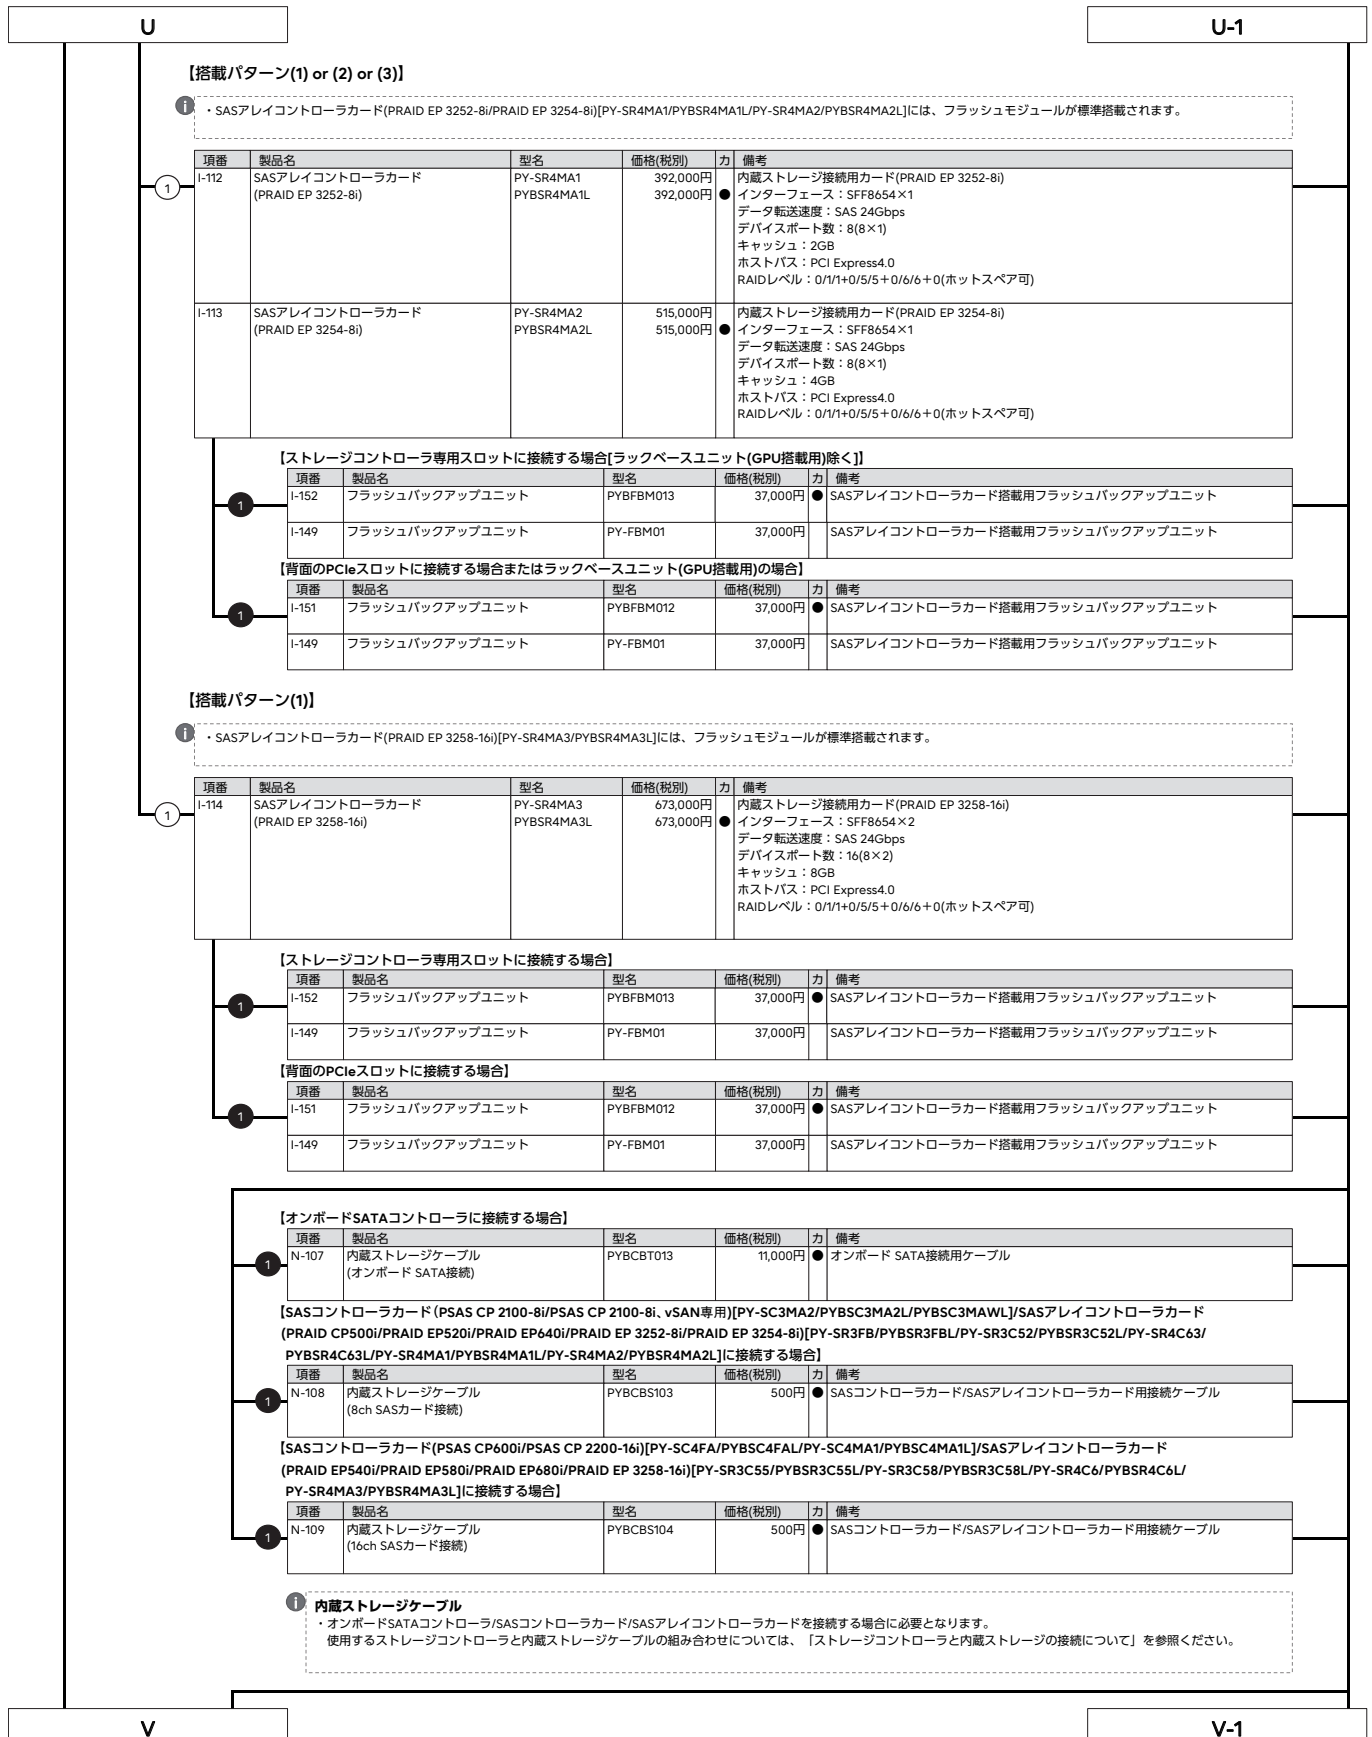 U
U-1
【搭載パターン(1) or (2) or (3)】
・SASアレイコントローラカード(PRAID EP 3252-8i/PRAID EP 3254-8i)[PY-SR4MA1/PYBSR4MA1L/PY-SR4MA2/PYBSR4MA2L]には、フラッシュモジュールが標準搭載されます。
項番 製品名 型名 価格(税別) カ 備考
1
I-112 SASアレイコントローラカード PY-SR4MA1 392,000円 内蔵ストレージ接続用カード(PRAID EP 3252-8i)
(PRAID EP 3252-8i) PYBSR4MA1L 392,000円 ● インターフェース：SFF8654×1
データ転送速度：SAS 24Gbps
デバイスポート数：8(8×1)
キャッシュ：2GB
ホストバス：PCI Express4.0
RAIDレベル：0/1/1+0/5/5＋0/6/6＋0(ホットスペア可)
I-113 SASアレイコントローラカード PY-SR4MA2 515,000円 内蔵ストレージ接続用カード(PRAID EP 3254-8i)
(PRAID EP 3254-8i) PYBSR4MA2L 515,000円 ● インターフェース：SFF8654×1
データ転送速度：SAS 24Gbps
デバイスポート数：8(8×1)
キャッシュ：4GB
ホストバス：PCI Express4.0
RAIDレベル：0/1/1+0/5/5＋0/6/6＋0(ホットスペア可)
【ストレージコントローラ専用スロットに接続する場合[ラックベースユニット(GPU搭載用)除く]】
項番 製品名 型名 価格(税別) カ 備考
1
I-152 フラッシュバックアップユニット PYBFBM013 37,000円 ● SASアレイコントローラカード搭載用フラッシュバックアップユニット
I-149 フラッシュバックアップユニット PY-FBM01 37,000円 SASアレイコントローラカード搭載用フラッシュバックアップユニット
【背面のPCIeスロットに接続する場合またはラックベースユニット(GPU搭載用)の場合】
項番 製品名 型名 価格(税別) カ 備考
1
I-151 フラッシュバックアップユニット PYBFBM012 37,000円 ● SASアレイコントローラカード搭載用フラッシュバックアップユニット
I-149 フラッシュバックアップユニット PY-FBM01 37,000円 SASアレイコントローラカード搭載用フラッシュバックアップユニット
【搭載パターン(1)】
・SASアレイコントローラカード(PRAID EP 3258-16i)[PY-SR4MA3/PYBSR4MA3L]には、フラッシュモジュールが標準搭載されます。
項番 製品名 型名 価格(税別) カ 備考
1
I-114 SASアレイコントローラカード PY-SR4MA3 673,000円 内蔵ストレージ接続用カード(PRAID EP 3258-16i)
(PRAID EP 3258-16i) PYBSR4MA3L 673,000円 ● インターフェース：SFF8654×2
データ転送速度：SAS 24Gbps
デバイスポート数：16(8×2)
キャッシュ：8GB
ホストバス：PCI Express4.0
RAIDレベル：0/1/1+0/5/5＋0/6/6＋0(ホットスペア可)
【ストレージコントローラ専用スロットに接続する場合】
項番 製品名 型名 価格(税別) カ 備考
1
I-152 フラッシュバックアップユニット PYBFBM013 37,000円 ● SASアレイコントローラカード搭載用フラッシュバックアップユニット
I-149 フラッシュバックアップユニット PY-FBM01 37,000円 SASアレイコントローラカード搭載用フラッシュバックアップユニット
【背面のPCIeスロットに接続する場合】
項番 製品名 型名 価格(税別) カ 備考
1
I-151 フラッシュバックアップユニット PYBFBM012 37,000円 ● SASアレイコントローラカード搭載用フラッシュバックアップユニット
I-149 フラッシュバックアップユニット PY-FBM01 37,000円 SASアレイコントローラカード搭載用フラッシュバックアップユニット
【オンボードSATAコントローラに接続する場合】
項番 製品名 型名 価格(税別) カ 備考
1
N-107 内蔵ストレージケーブル PYBCBT013 11,000円 ● オンボード SATA接続用ケーブル
(オンボード SATA接続)
【SASコントローラカード（PSAS CP 2100-8i/PSAS CP 2100-8i、vSAN専用)[PY-SC3MA2/PYBSC3MA2L/PYBSC3MAWL]/SASアレイコントローラカード
(PRAID CP500i/PRAID EP520i/PRAID EP640i/PRAID EP 3252-8i/PRAID EP 3254-8i)[PY-SR3FB/PYBSR3FBL/PY-SR3C52/PYBSR3C52L/PY-SR4C63/
PYBSR4C63L/PY-SR4MA1/PYBSR4MA1L/PY-SR4MA2/PYBSR4MA2L]に接続する場合】
項番 製品名 型名 価格(税別) カ 備考
1
N-108 内蔵ストレージケーブル PYBCBS103 500円 ● SASコントローラカード/SASアレイコントローラカード用接続ケーブル
(8ch SASカード接続)
【SASコントローラカード(PSAS CP600i/PSAS CP 2200-16i)[PY-SC4FA/PYBSC4FAL/PY-SC4MA1/PYBSC4MA1L]/SASアレイコントローラカード
(PRAID EP540i/PRAID EP580i/PRAID EP680i/PRAID EP 3258-16i)[PY-SR3C55/PYBSR3C55L/PY-SR3C58/PYBSR3C58L/PY-SR4C6/PYBSR4C6L/
PY-SR4MA3/PYBSR4MA3L]に接続する場合】
項番 製品名 型名 価格(税別) カ 備考
1
N-109 内蔵ストレージケーブル PYBCBS104 500円 ● SASコントローラカード/SASアレイコントローラカード用接続ケーブル
(16ch SASカード接続)
内蔵ストレージケーブル
・オンボードSATAコントローラ/SASコントローラカード/SASアレイコントローラカードを接続する場合に必要となります。
使用するストレージコントローラと内蔵ストレージケーブルの組み合わせについては、「ストレージコントローラと内蔵ストレージの接続について」を参照ください。
V
V-1